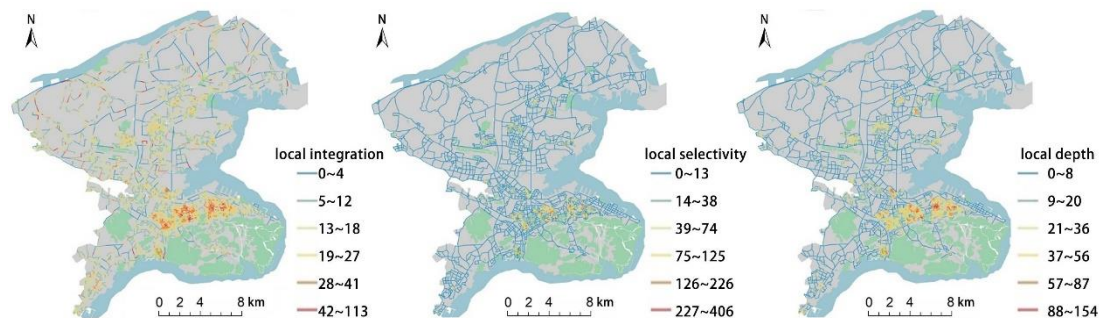 N
local integration
0~4
5~12
13~18
19~27
28~41
42~113
0 2 4 8 km
N
local selectivity
0~13
14~38
39~74
75~125
126~226
227~406
0 2 4 8 km
N
local depth
0~8
9~20
21~36
37~56
57~87
88~154
0 2 4 8 km